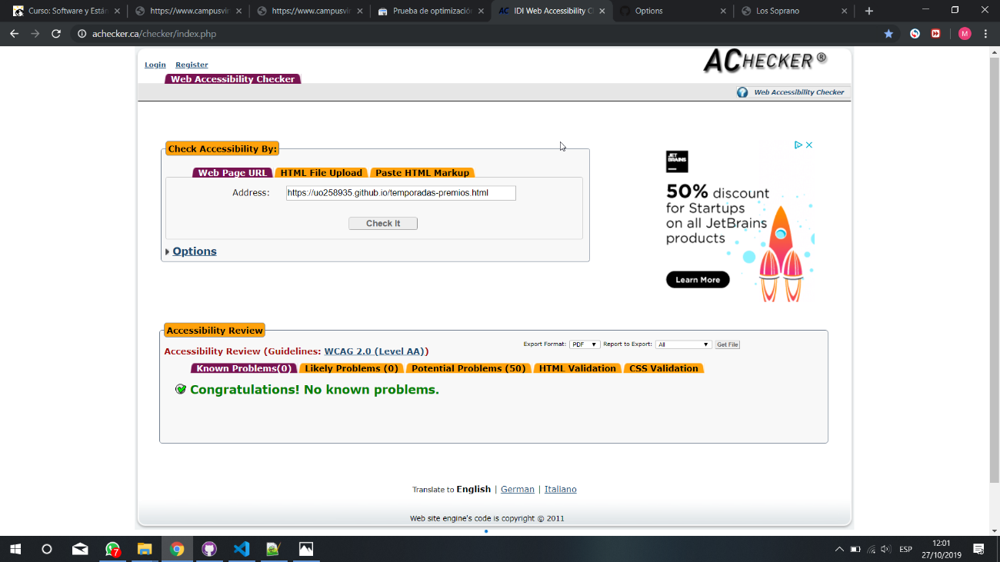 Curso: Software y Están
https://www.campusvir
https://www.campusvir
Prueba de optimización
AC IDI Web Accessibility C
Options
Los Soprano
achecker.ca/checker/index.php
M
Login Register
ACHECKER ®
Web Accessibility Checker
Web Accessibility Checker
Check Accessibility By:
Web Page URL HTML File Upload Paste HTML Markup
Address: https://uo258935.github.io/temporadas-premios.html
Check It
Options
JET BRAINS
50% discount
for Startups
on all JetBrains
products
Learn More
Accessibility Review
Export Format: PDF Report to Export: All Get File
Accessibility Review (Guidelines: WCAG 2.0 (Level AA))
Known Problems(0) Likely Problems (0) Potential Problems (50) HTML Validation CSS Validation
Congratulations! No known problems.
Translate to English | German | Italiano
Web site engine's code is copyright © 2011
7
ESP
12:01
27/10/2019